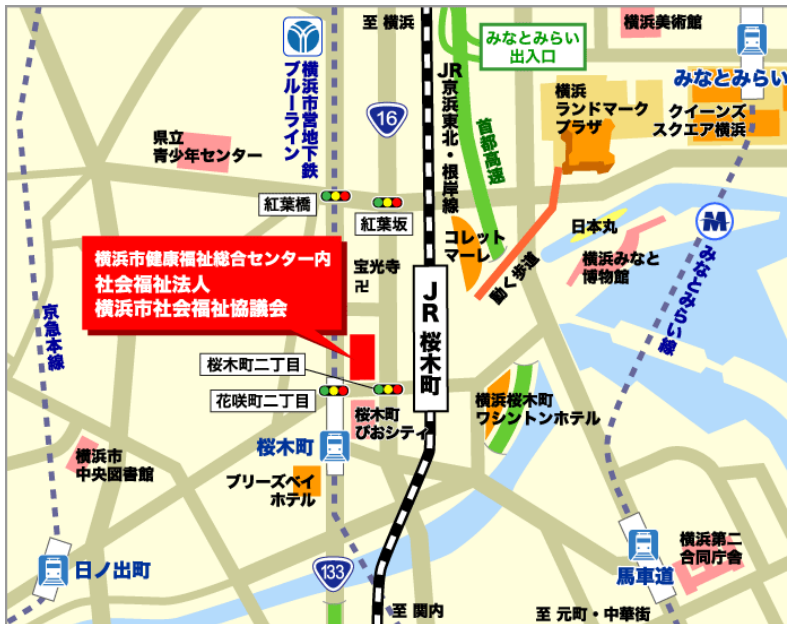 至 横浜
みなとみらい
出入口
横浜美術館
みなとみらい
横浜市営地下鉄
ブルーライン
16
JR京浜東北・根岸線
首都高速
横浜
ランドマーク
プラザ
クイーンズ
スクエア横浜
県立
青少年センター
紅葉橋
紅葉坂
コレット
マーレ
日本丸
横浜みなと
博物館
動く歩道
みなとみらい線
横浜市健康福祉総合センター内
社会福祉法人
横浜市社会福祉協議会
宝光寺
卍
JR 桜木町
京急本線
桜木町二丁目
花咲町二丁目
桜木町
ぴおシティ
横浜桜木町
ワシントンホテル
桜木町
横浜市
中央図書館
ブリーズベイ
ホテル
日ノ出町
133
馬車道
横浜第二
合同庁舎
至 関内
至 元町・中華街